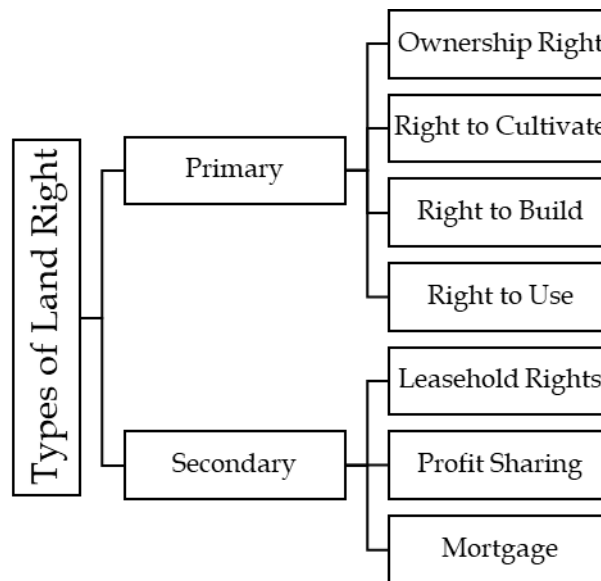 Types of Land Right
Primary
Ownership Right
Right to Cultivate
Right to Build
Right to Use
Secondary
Leasehold Rights
Profit Sharing
Mortgage